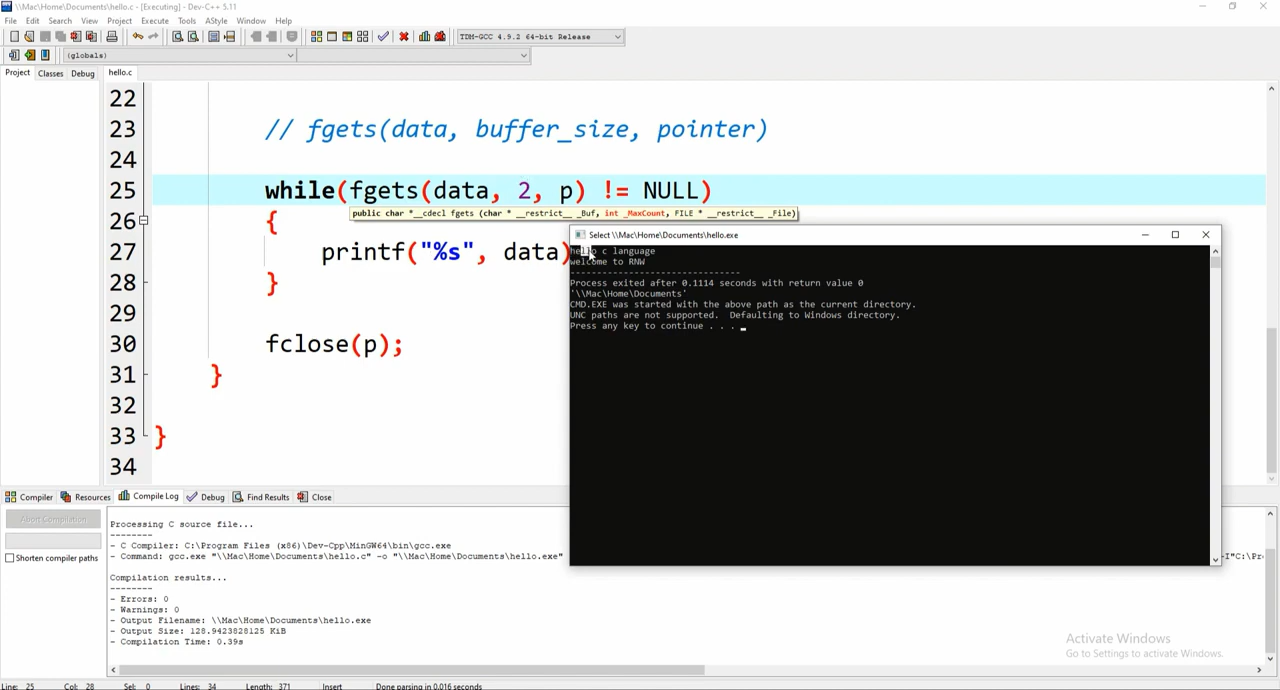 \\Mac\Home\Documents\hello.c - [Executing] - Dev-C++ 5.11
File Edit Search View Project Execute Tools AStyle Window Help
TDM-GCC 4.9.2 64-bit Release
(globals)
Project Classes Debug hello.c
22
23 // fgets(data, buffer_size, pointer)
24
25 while(fgets(data, 2, p) != NULL)
public char *__cdecl fgets (char * __restrict__ _Buf, int _MaxCount, FILE * __restrict__ _File)
26 {
27 printf("%s", data)
28 }
29
30 fclose(p);
31 }
32
33 }
34
Select \\Mac\Home\Documents\hello.exe
hello c language
welcome to RNW
--------------------------------
Process exited after 0.1114 seconds with return value 0
'\\Mac\Home\Documents'
CMD.EXE was started with the above path as the current directory.
UNC paths are not supported.  Defaulting to Windows directory.
Press any key to continue . . .
Compiler Resources Compile Log Debug Find Results Close
Abort Compilation
Shorten compiler paths
Processing C source file...
--------
- C Compiler: C:\Program Files (x86)\Dev-Cpp\MinGW64\bin\gcc.exe
- Command: gcc.exe "\\Mac\Home\Documents\hello.c" -o "\\Mac\Home\Documents\hello.exe" -I"C:\Pr
Compilation results...
--------
- Errors: 0
- Warnings: 0
- Output Filename: \\Mac\Home\Documents\hello.exe
- Output Size: 128.9423828125 KiB
- Compilation Time: 0.39s
Activate Windows
Go to Settings to activate Windows.
Line: 25 Col: 28 Sel: 0 Lines: 34 Length: 371 Insert Done parsing in 0.016 seconds